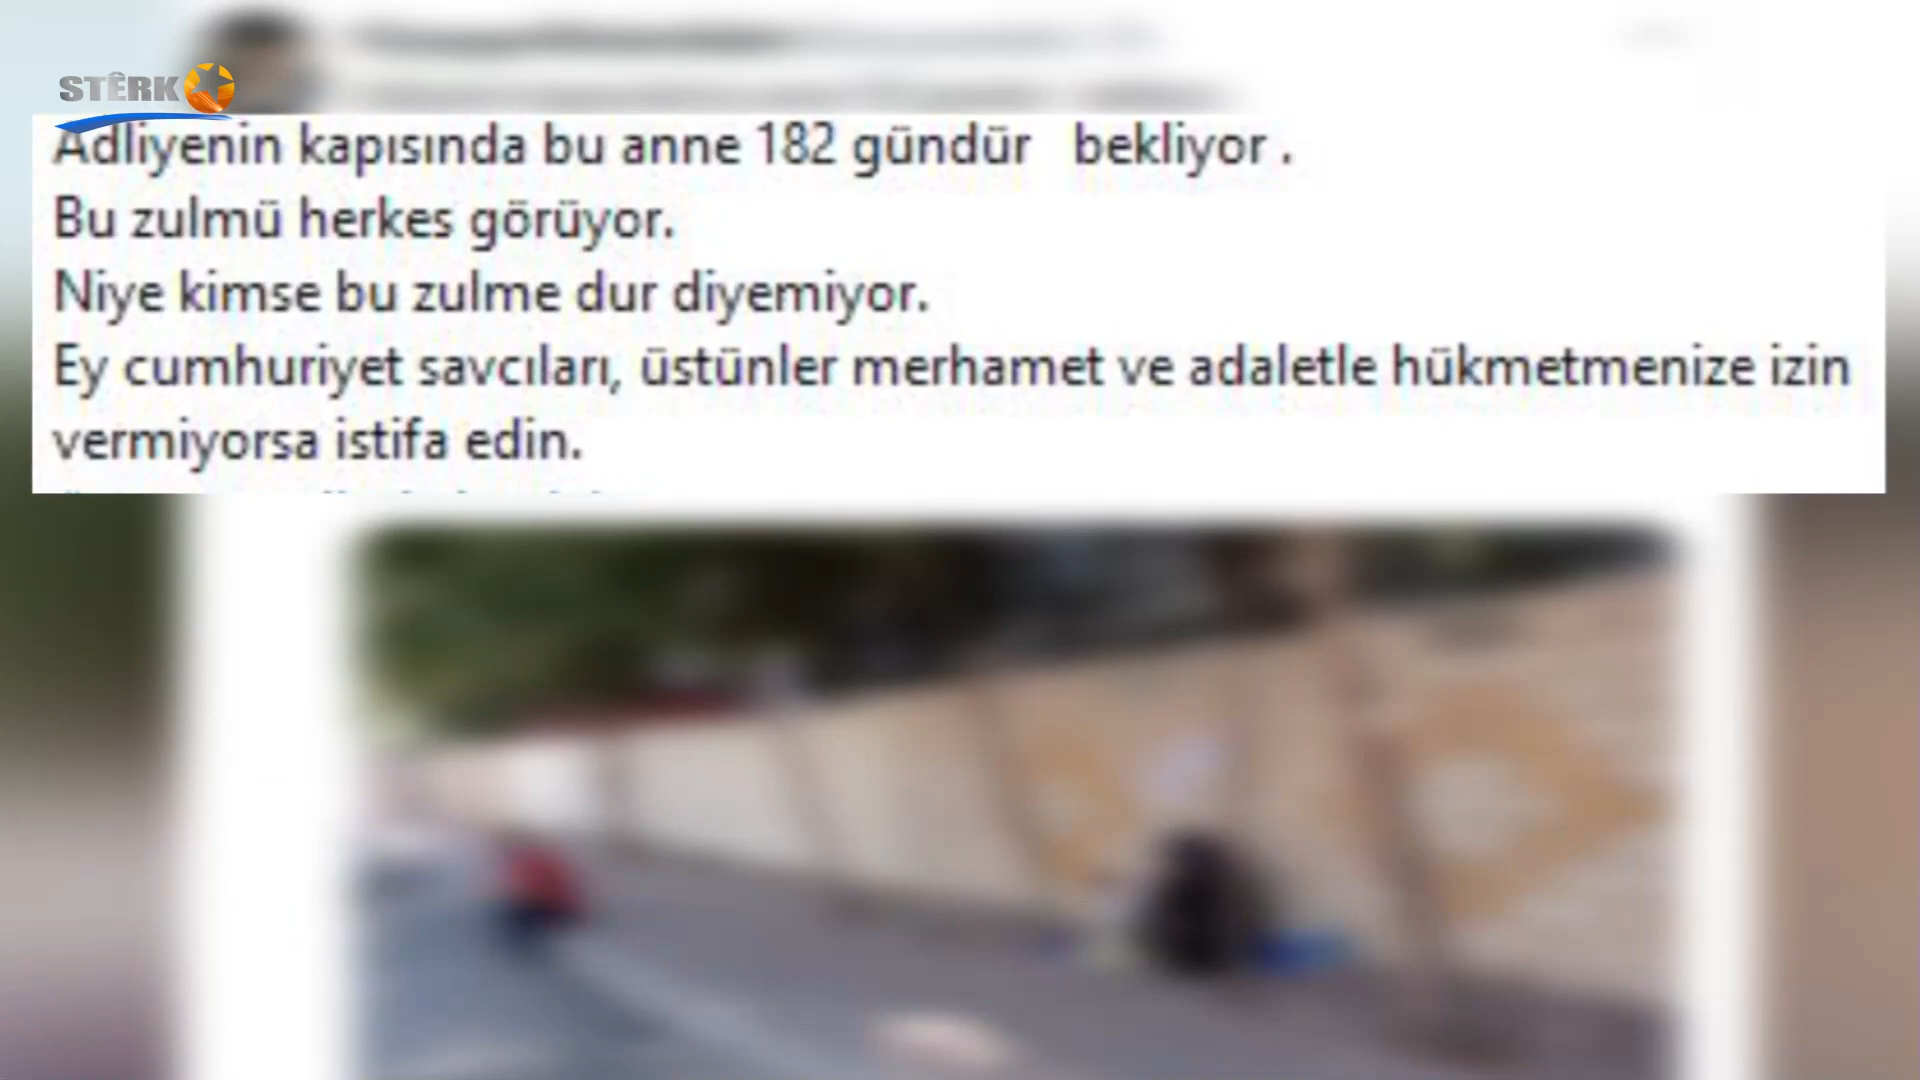 STÊRK
Adliyenin kapısında bu anne 182 gündür bekliyor .
Bu zulmü herkes görüyor.
Niye kimse bu zulme dur diyemiyor.
Ey cumhuriyet savcıları, üstünler merhamet ve adaletle hükmetmenize izin
vermiyorsa istifa edin.